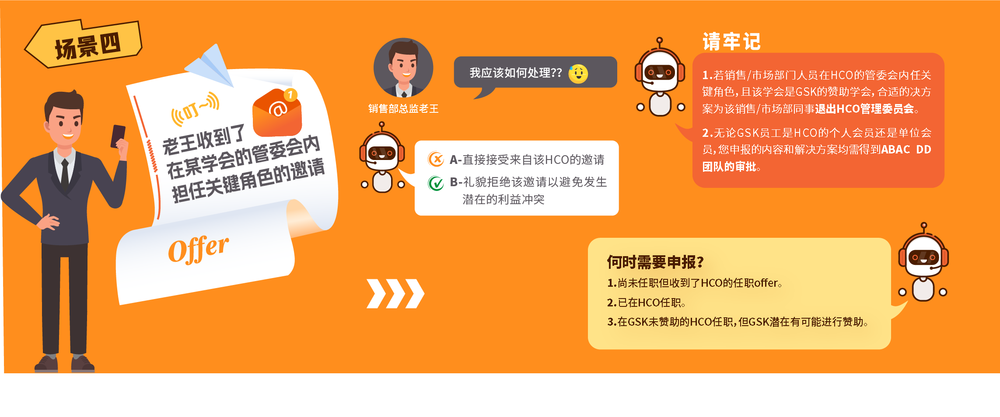 场景四
叮~
1
@
老王收到了
在某学会的管委会内
担任关键角色的邀请
Offer
我应该如何处理??
销售部总监老王
A-直接接受来自该HCO的邀请
B-礼貌拒绝该邀请以避免发生
潜在的利益冲突
请牢记
1.若销售/市场部门人员在HCO的管委会内任关
键角色,且该学会是GSK的赞助学会,合适的决方
案为该销售/市场部同事退出HCO管理委员会。
2.无论GSK员工是HCO的个人会员还是单位会
员,您申报的内容和解决方案均需得到ABAC DD
团队的审批。
何时需要申报?
1.尚未任职但收到了HCO的任职offer。
2.已在HCO任职。
3.在GSK未赞助的HCO任职,但GSK潜在有可能进行赞助。